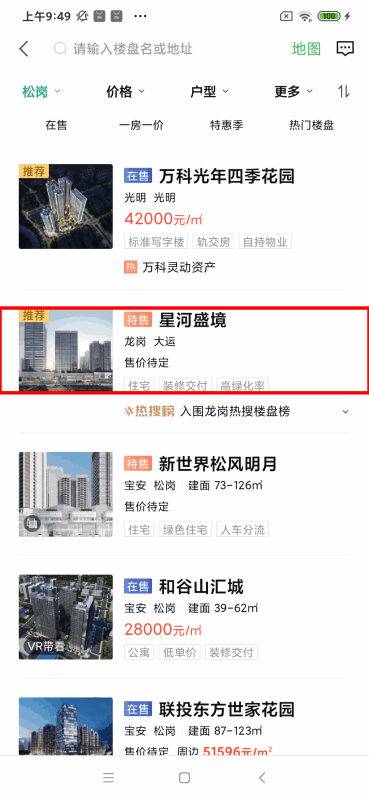 上午9:49 ... 100
请输入楼盘名或地址 地图
松岗 价格 户型 更多
在售 一房一价 特惠季 热门楼盘
推荐
在售 万科光年四季花园
光明 光明
42000元/㎡
标准写字楼 轨交房 自持物业
热 万科灵动资产
推荐
待售 星河盛境
龙岗 大运
售价待定
住宅 装修交付 高绿化率
热搜榜 入围龙岗热搜楼盘榜
待售 新世界松风明月
宝安 松岗 建面 73-126㎡
售价待定
住宅 绿色住宅 人车分流
在售 和谷山汇城
宝安 松岗 建面 39-62㎡
28000元/㎡
VR带看
公寓 低单价 装修交付
在售 联投东方世家花园
宝安 松岗 建面 87-123㎡
售价待定 周边 51596元/m²